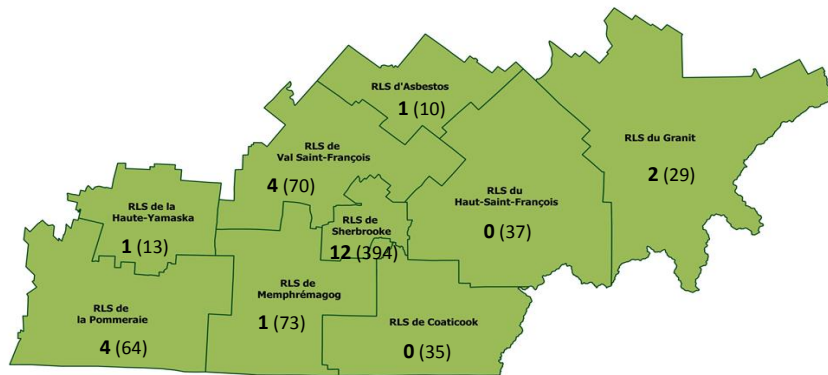 RLS d'Asbestos
1 (10)
RLS du Granit
2 (29)
RLS de
Val Saint-François
4 (70)
RLS du
Haut-Saint-François
0 (37)
RLS de la
Haute-Yamaska
1 (13)
RLS de
Sherbrooke
12 (394)
RLS de
Memphrémagog
1 (73)
RLS de
la Pommeraie
4 (64)
RLS de Coaticook
0 (35)